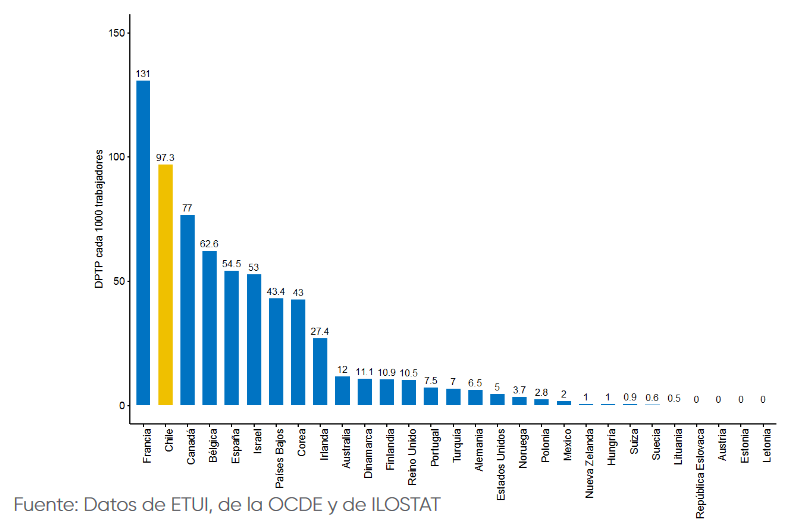 150
100
50
0
DPTP cada 1000 trabajadores
131
97.3
77
62.6
54.5
53
43.4
43
27.4
12
11.1
10.9
10.5
7.5
7
6.5
5
3.7
2.8
2
1
1
0.9
0.6
0.5
0
0
0
0
Francia
Chile
Canadá
Bélgica
España
Israel
Países Bajos
Corea
Irlanda
Australia
Dinamarca
Finlandia
Reino Unido
Portugal
Turquía
Alemania
Estados Unidos
Noruega
Polonia
Mexico
Nueva Zelanda
Hungría
Suiza
Suecia
Lituania
República Eslovaca
Austria
Estonia
Letonia
Fuente: Datos de ETUI, de la OCDE y de ILOSTAT